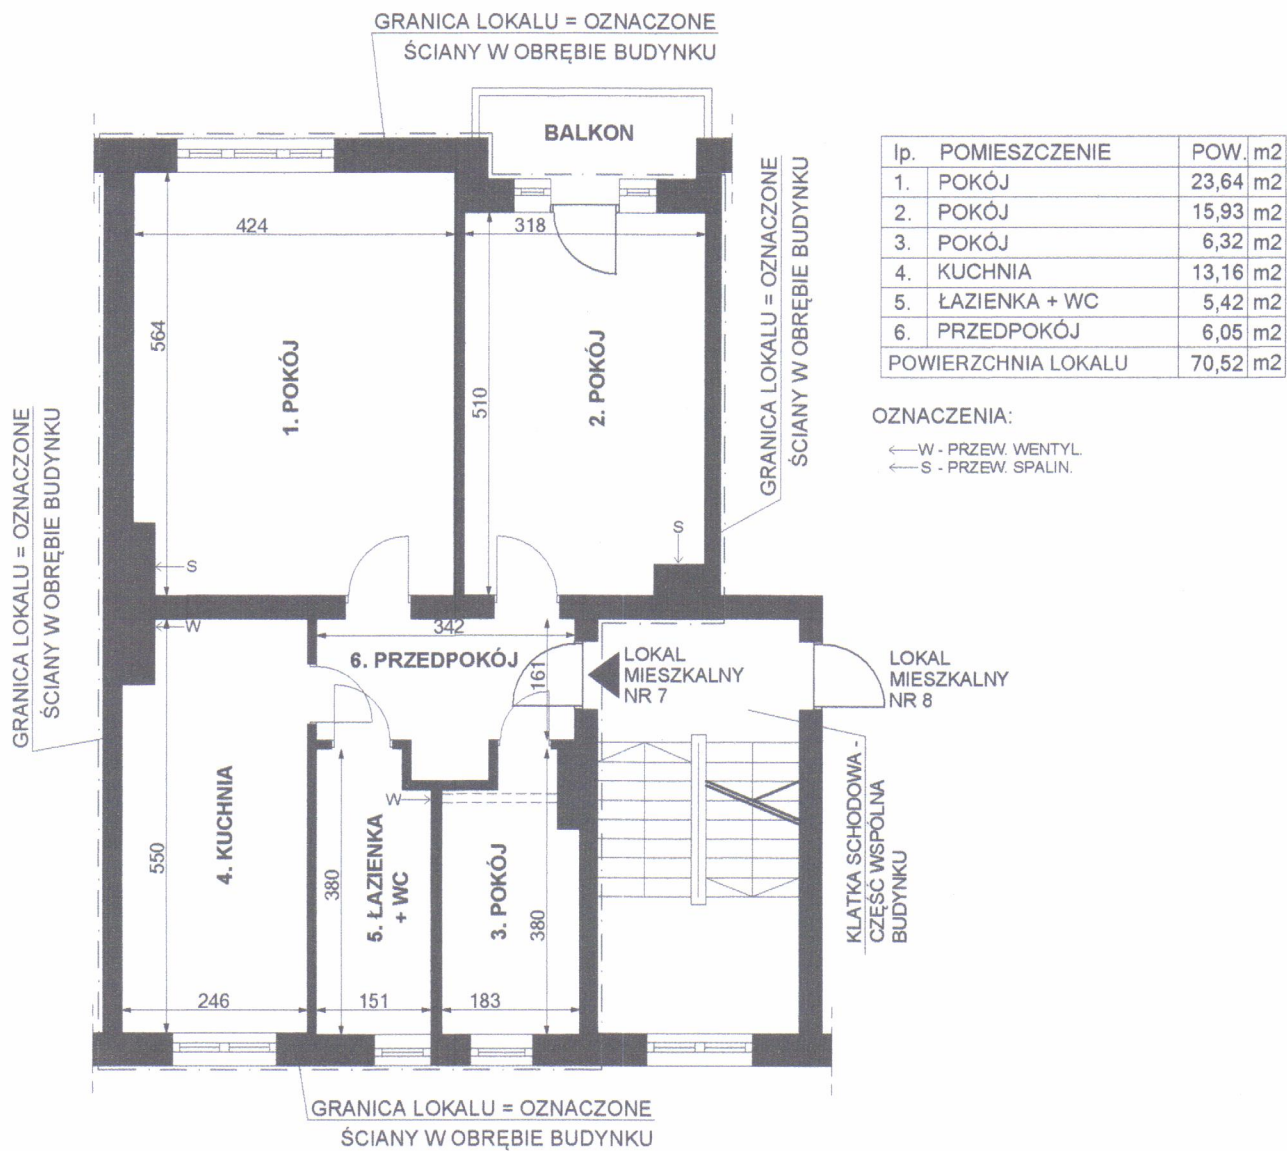 GRANICA LOKALU = OZNACZONE
ŚCIANY W OBRĘBIE BUDYNKU
BALKON
lp. POMIESZCZENIE POW. m2
1. POKÓJ 23,64 m2
2. POKÓJ 15,93 m2
3. POKÓJ 6,32 m2
4. KUCHNIA 13,16 m2
5. ŁAZIENKA + WC 5,42 m2
6. PRZEDPOKÓJ 6,05 m2
POWIERZCHNIA LOKALU 70,52 m2
OZNACZENIA:
W - PRZEW. WENTYL.
S - PRZEW. SPALIN.
GRANICA LOKALU = OZNACZONE
ŚCIANY W OBRĘBIE BUDYNKU
424
318
564
510
1. POKÓJ
2. POKÓJ
GRANICA LOKALU = OZNACZONE
ŚCIANY W OBRĘBIE BUDYNKU
S
S
W
342
161
6. PRZEDPOKÓJ
LOKAL
MIESZKALNY
NR 7
LOKAL
MIESZKALNY
NR 8
4. KUCHNIA
550
W
380
5. ŁAZIENKA
+ WC
3. POKÓJ
380
KLATKA SCHODOWA -
CZĘŚĆ WSPÓLNA
BUDYNKU
246
151
183
GRANICA LOKALU = OZNACZONE
ŚCIANY W OBRĘBIE BUDYNKU